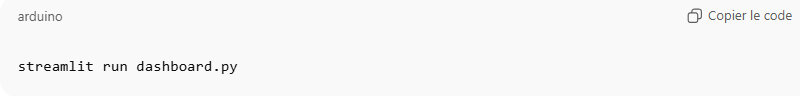 arduino Copier le code
streamlit run dashboard.py